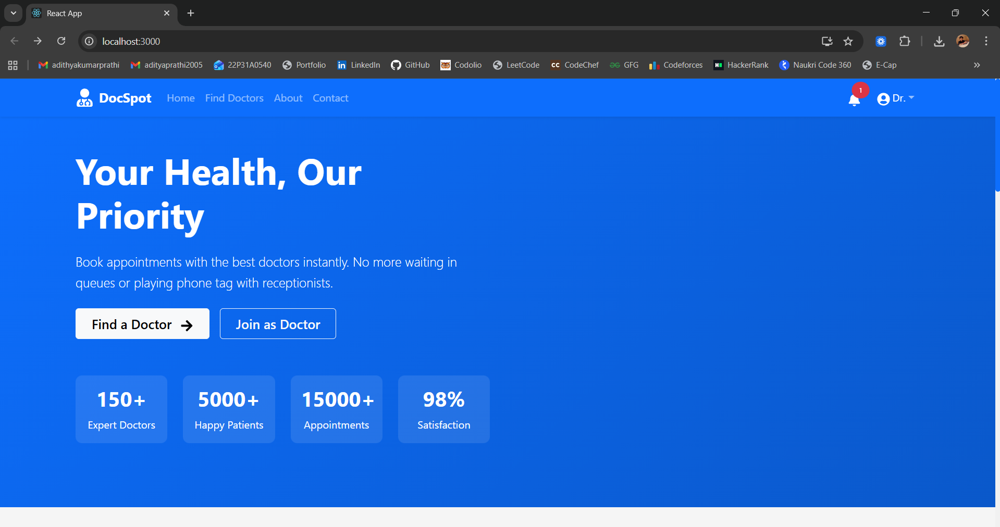 React App
localhost:3000
adithyakumarprathi adityaprathi2005 22P31A0540 Portfolio LinkedIn GitHub Codolio LeetCode CodeChef GFG Codeforces HackerRank Naukri Code 360 E-Cap
DocSpot Home Find Doctors About Contact 1 Dr.
Your Health, Our
Priority
Book appointments with the best doctors instantly. No more waiting in
queues or playing phone tag with receptionists.
Find a Doctor Join as Doctor
150+ 5000+ 15000+ 98%
Expert Doctors Happy Patients Appointments Satisfaction